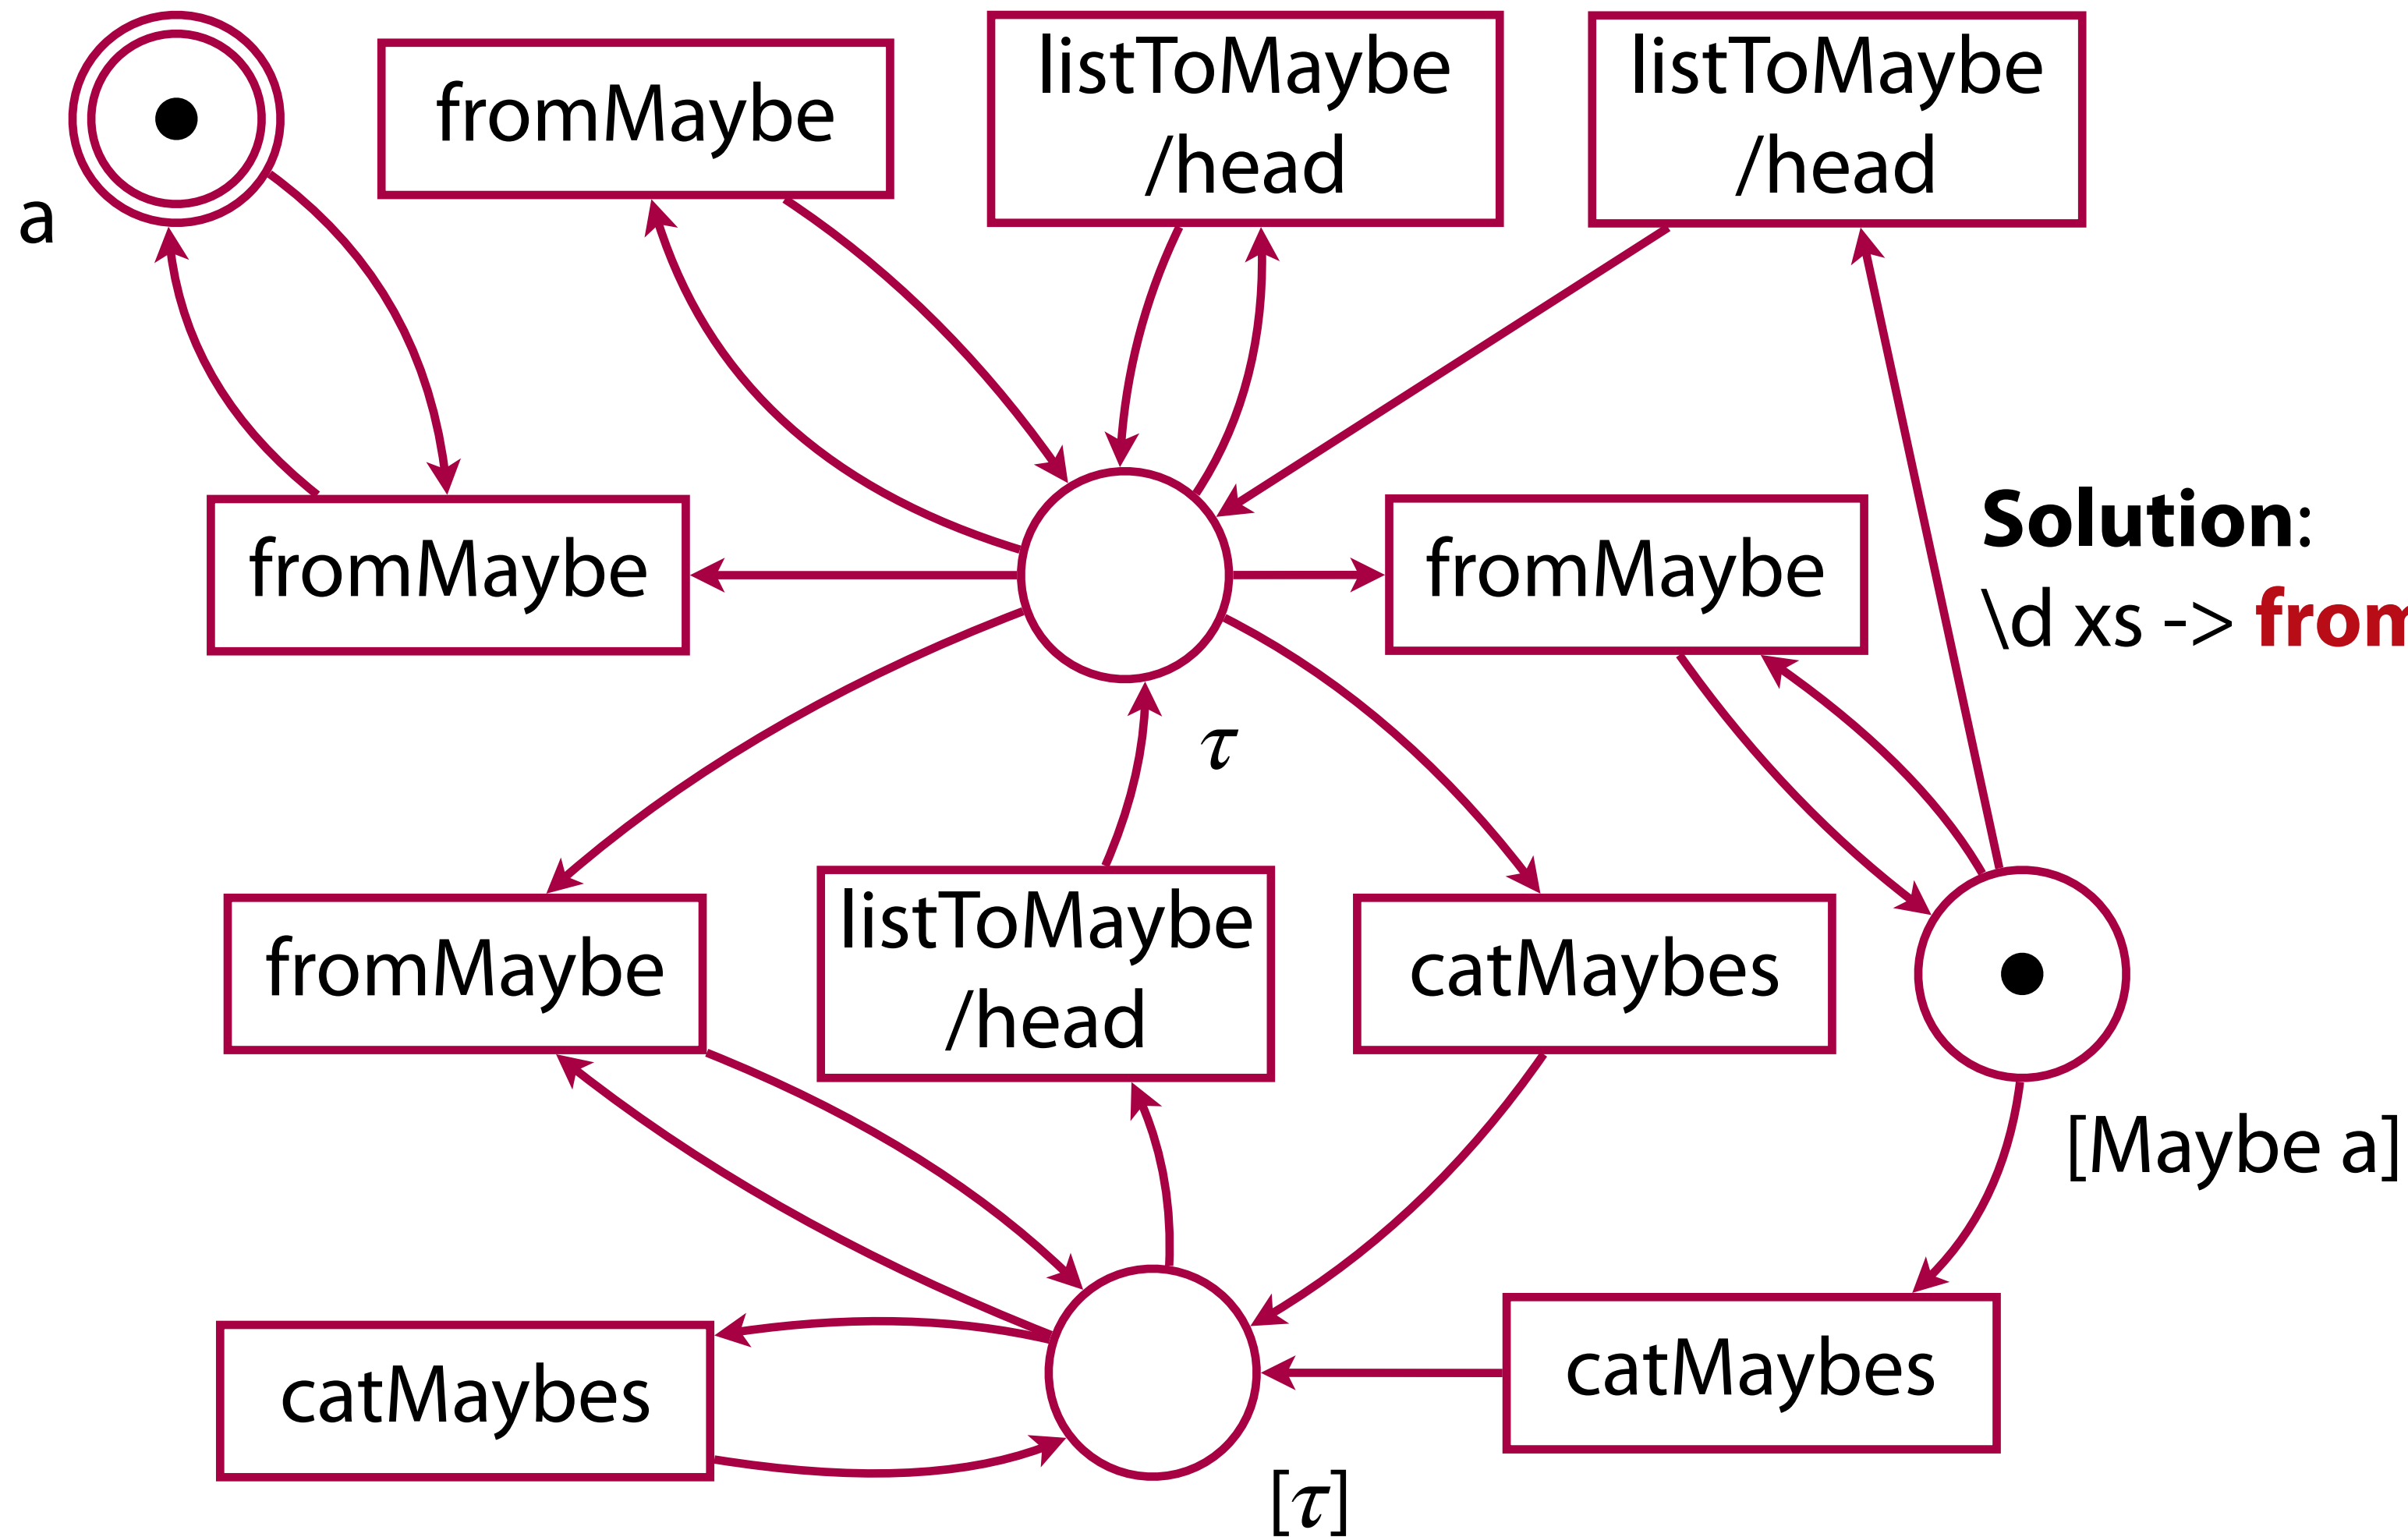 a
fromMaybe
listToMaybe
/head
listToMaybe
/head
fromMaybe
fromMaybe
Solution:
\d xs ->
τ
fromMaybe
listToMaybe
/head
catMaybes
[Maybe a]
catMaybes
catMaybes
[τ]